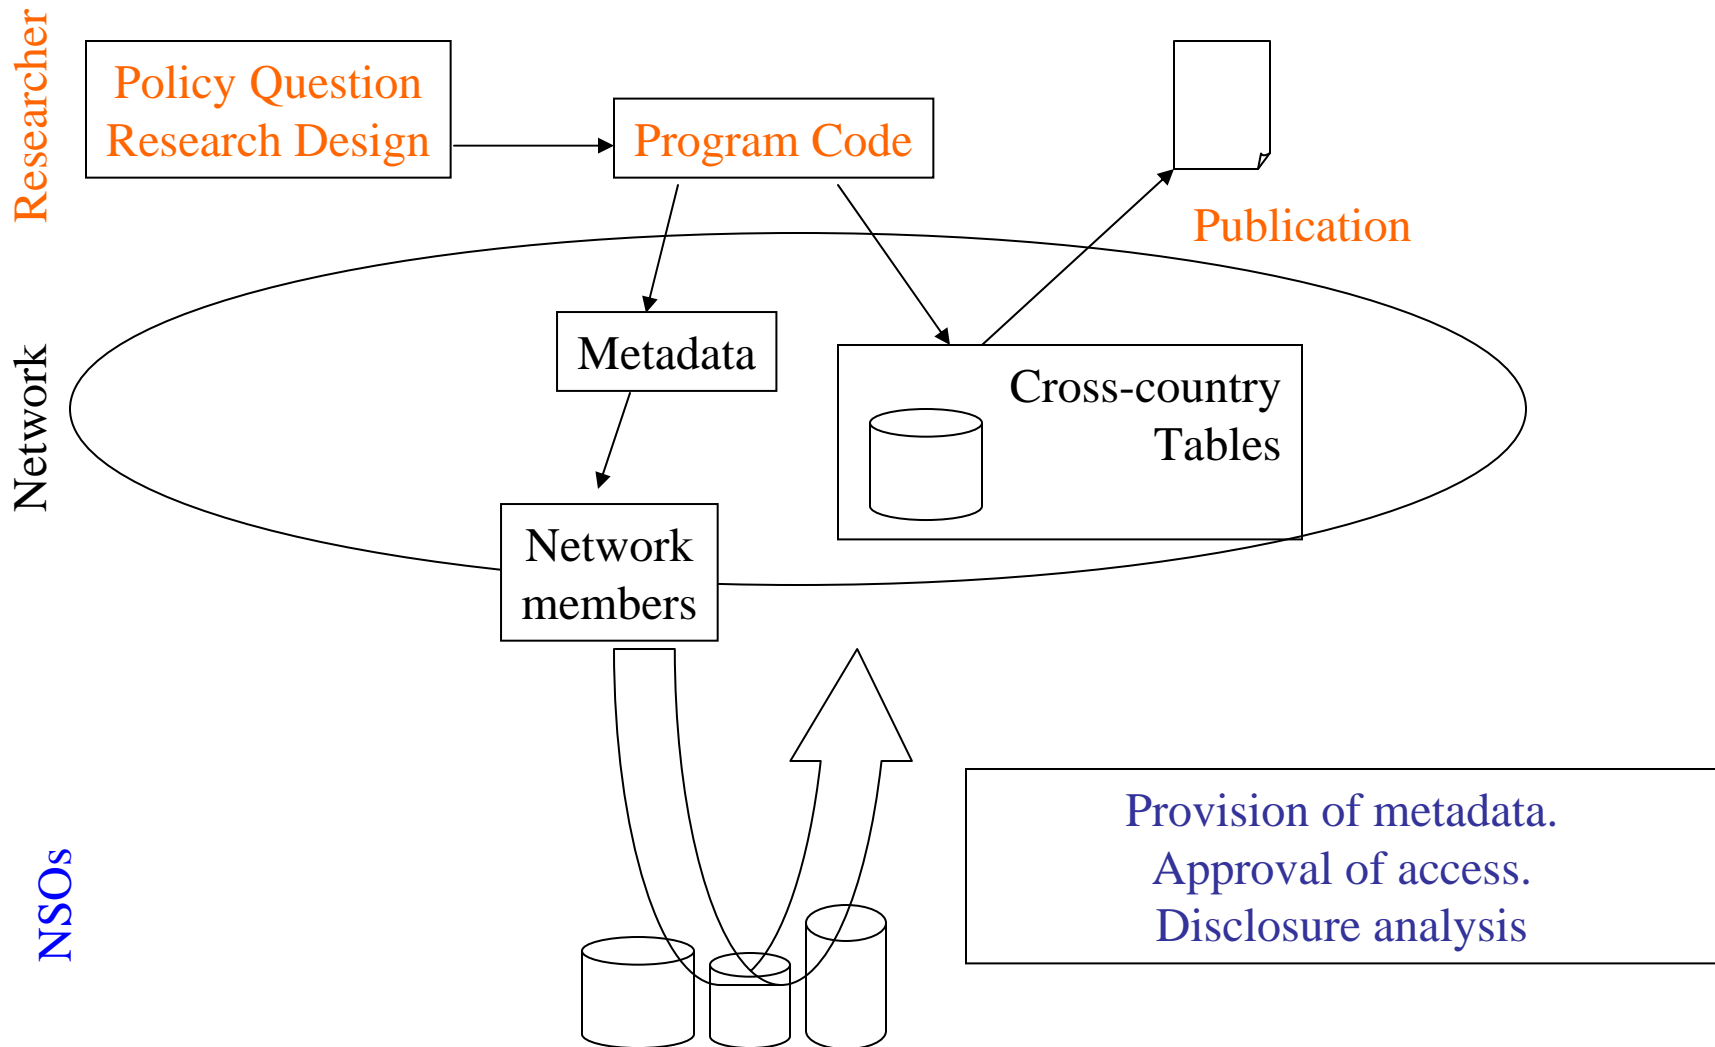 Researcher
Policy Question
Research Design
Program Code
Publication
Network
Metadata
Cross-country
Tables
Network
members
NSOs
Provision of metadata.
Approval of access.
Disclosure analysis